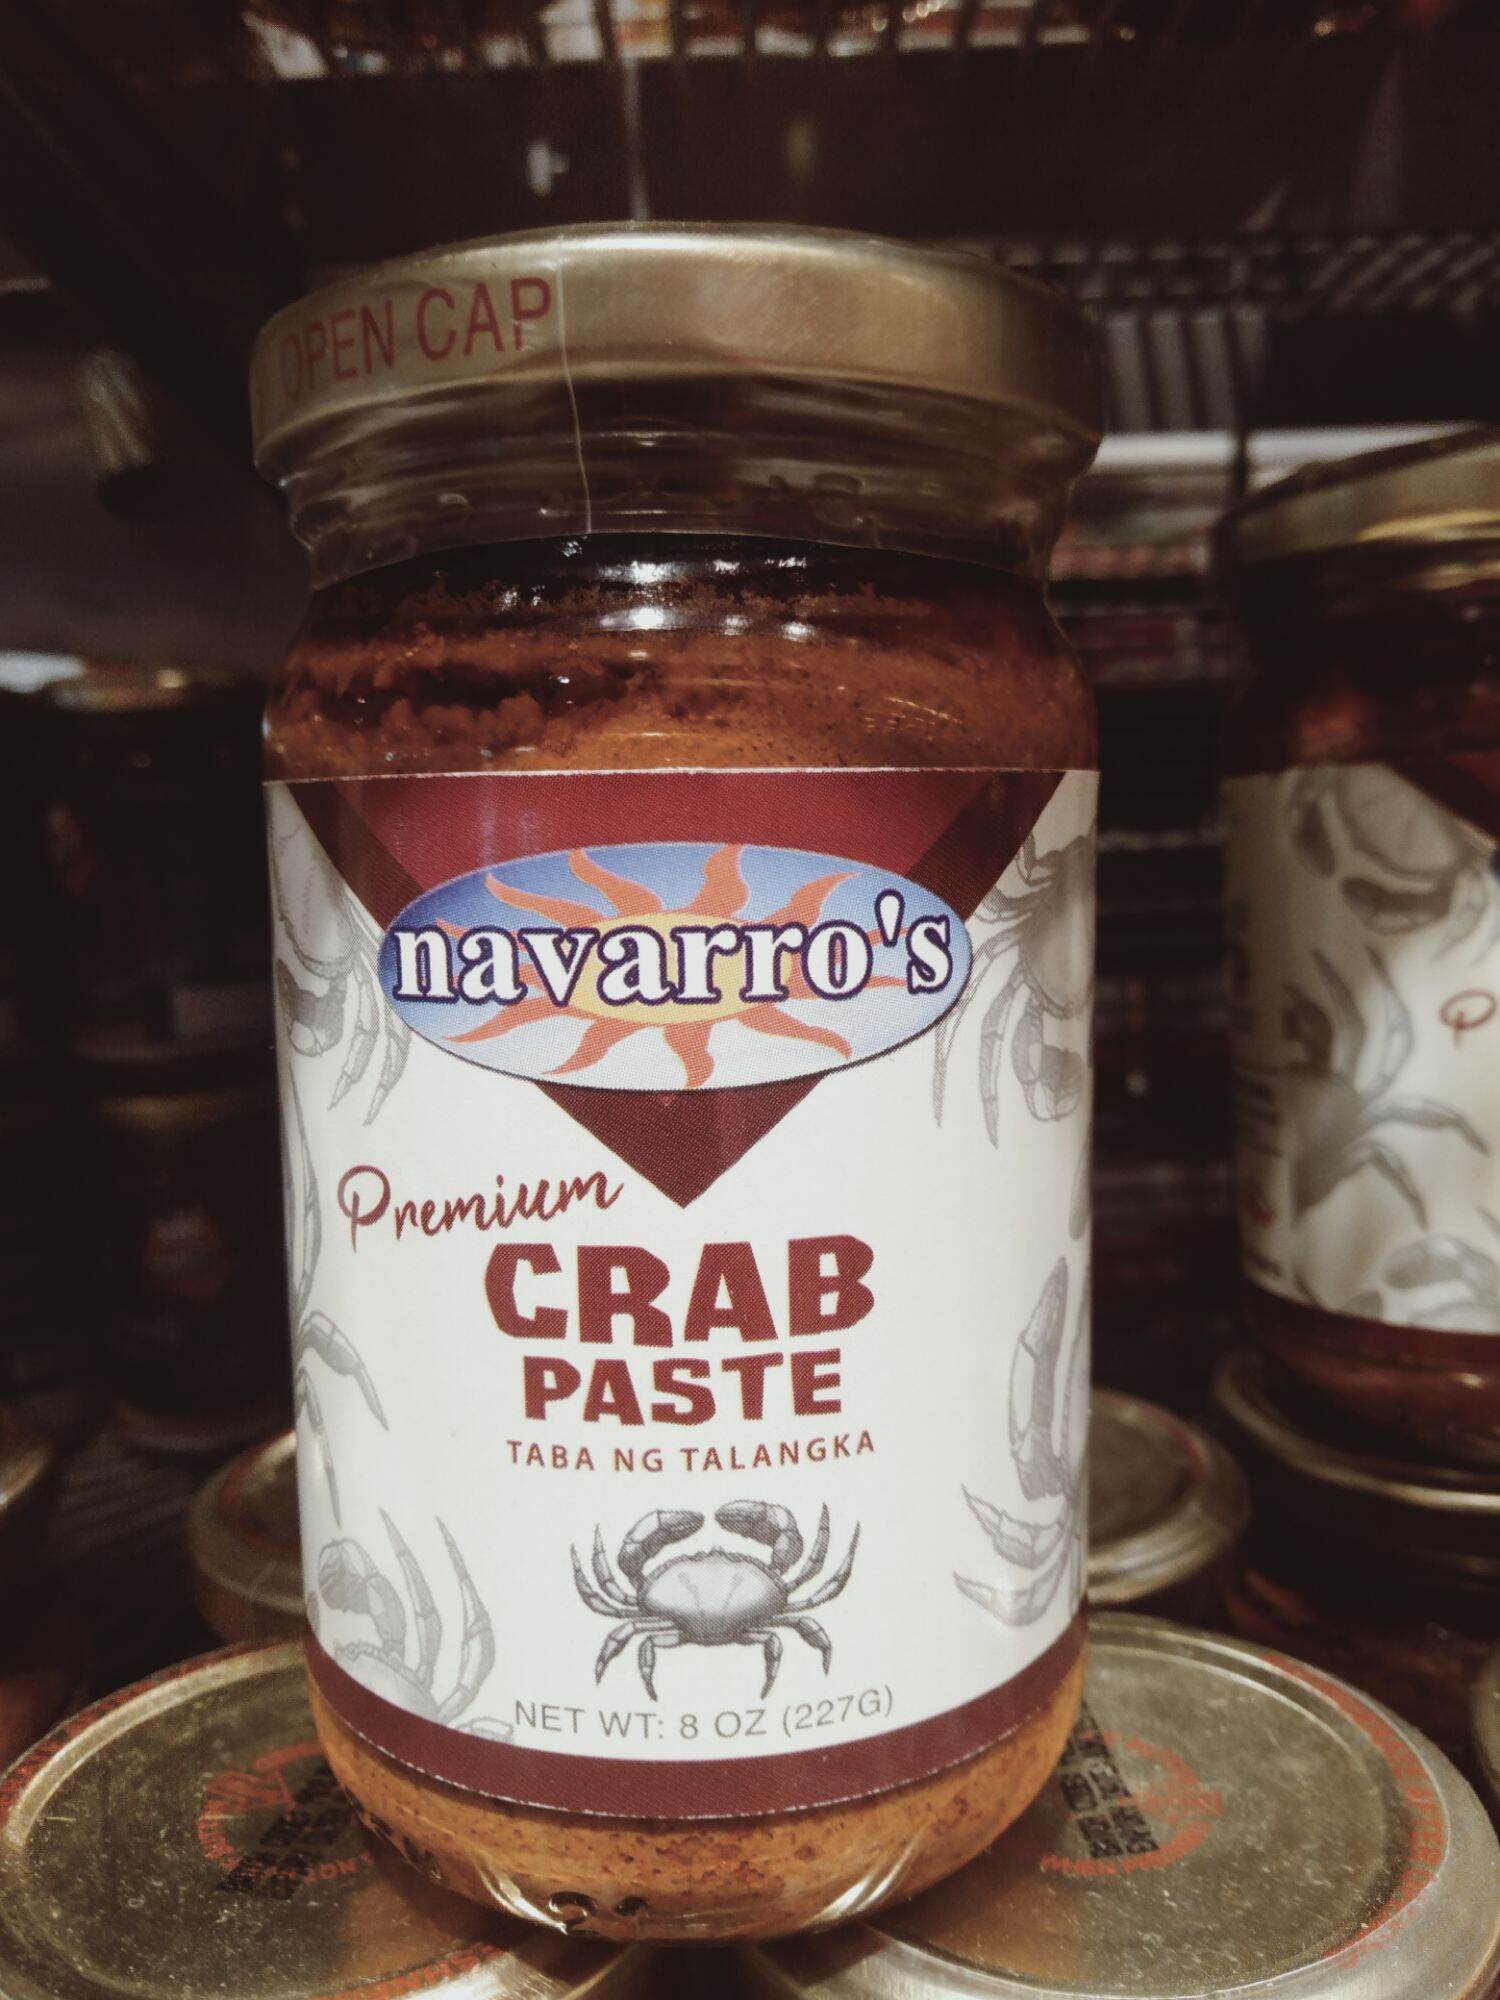 OPEN CAP
navarro's
Premium
CRAB
PASTE
TABA NG TALANGKA
NET WT: 8 OZ (227G)